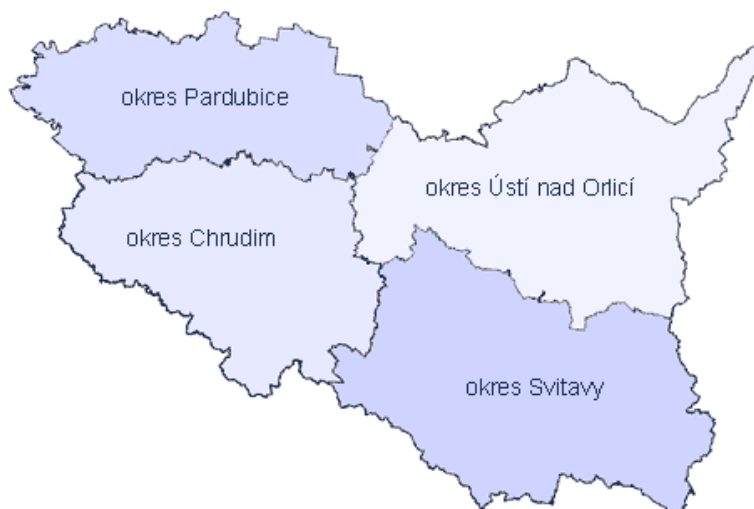 okres Pardubice
okres Ústí nad Orlicí
okres Chrudim
okres Svitavy